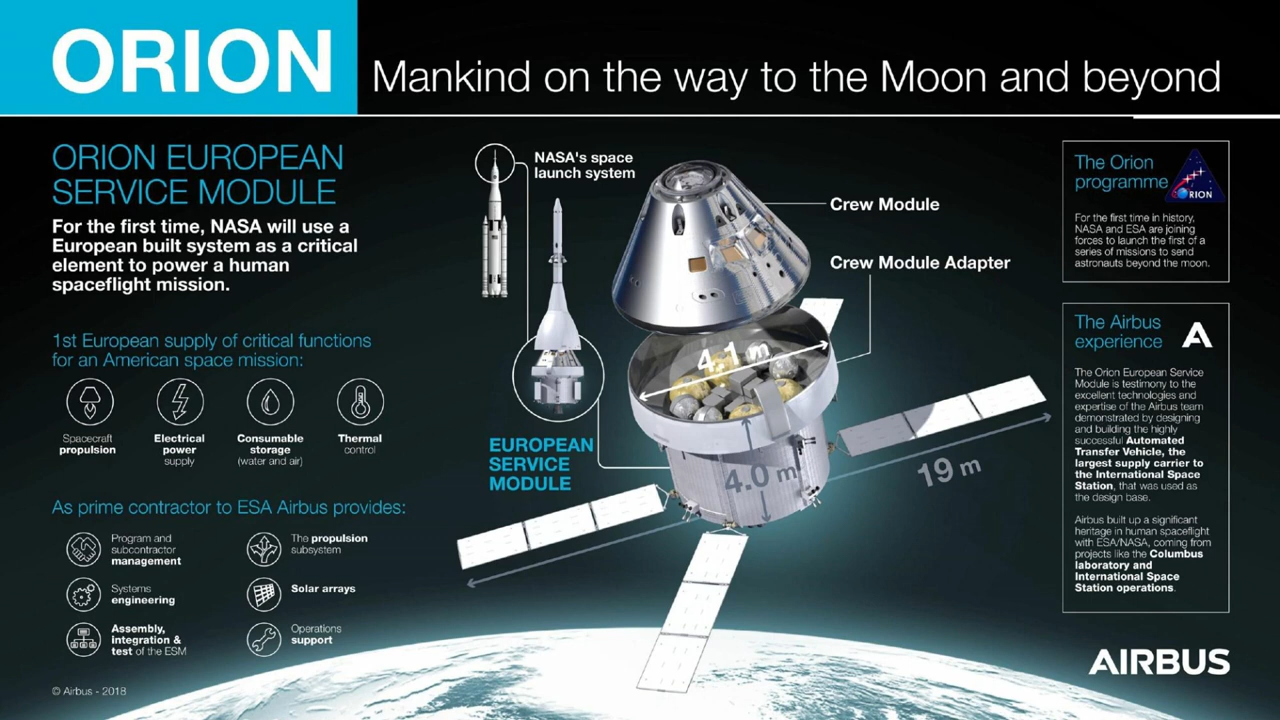 ORION
Mankind on the way to the Moon and beyond
ORION EUROPEAN
SERVICE MODULE
For the first time, NASA will use a
European built system as a critical
element to power a human
spaceflight mission.
1st European supply of critical functions
for an American space mission:
Spacecraft
propulsion
Electrical
power
supply
Consumable
storage
(water and air)
Thermal
control
As prime contractor to ESA Airbus provides:
Program and
subcontractor
management
The propulsion
subsystem
Systems
engineering
Solar arrays
Assembly,
integration &
test of the ESM
Operations
support
© Airbus - 2018
NASA's space
launch system
Crew Module
Crew Module Adapter
4.1 m
EUROPEAN
SERVICE
MODULE
4.0 m
19 m
The Orion
programme
ORION
For the first time in history,
NASA and ESA are joining
forces to launch the first of a
series of missions to send
astronauts beyond the moon.
The Airbus
experience
The Orion European Service
Module is testimony to the
excellent technologies and
expertise of the Airbus team
demonstrated by designing
and building the highly
successful Automated
Transfer Vehicle, the
largest supply carrier to
the International Space
Station, that was used as
the design base.
Airbus built up a significant
heritage in human spaceflight
with ESA/NASA, coming from
projects like the Columbus
laboratory and
International Space
Station operations.
AIRBUS